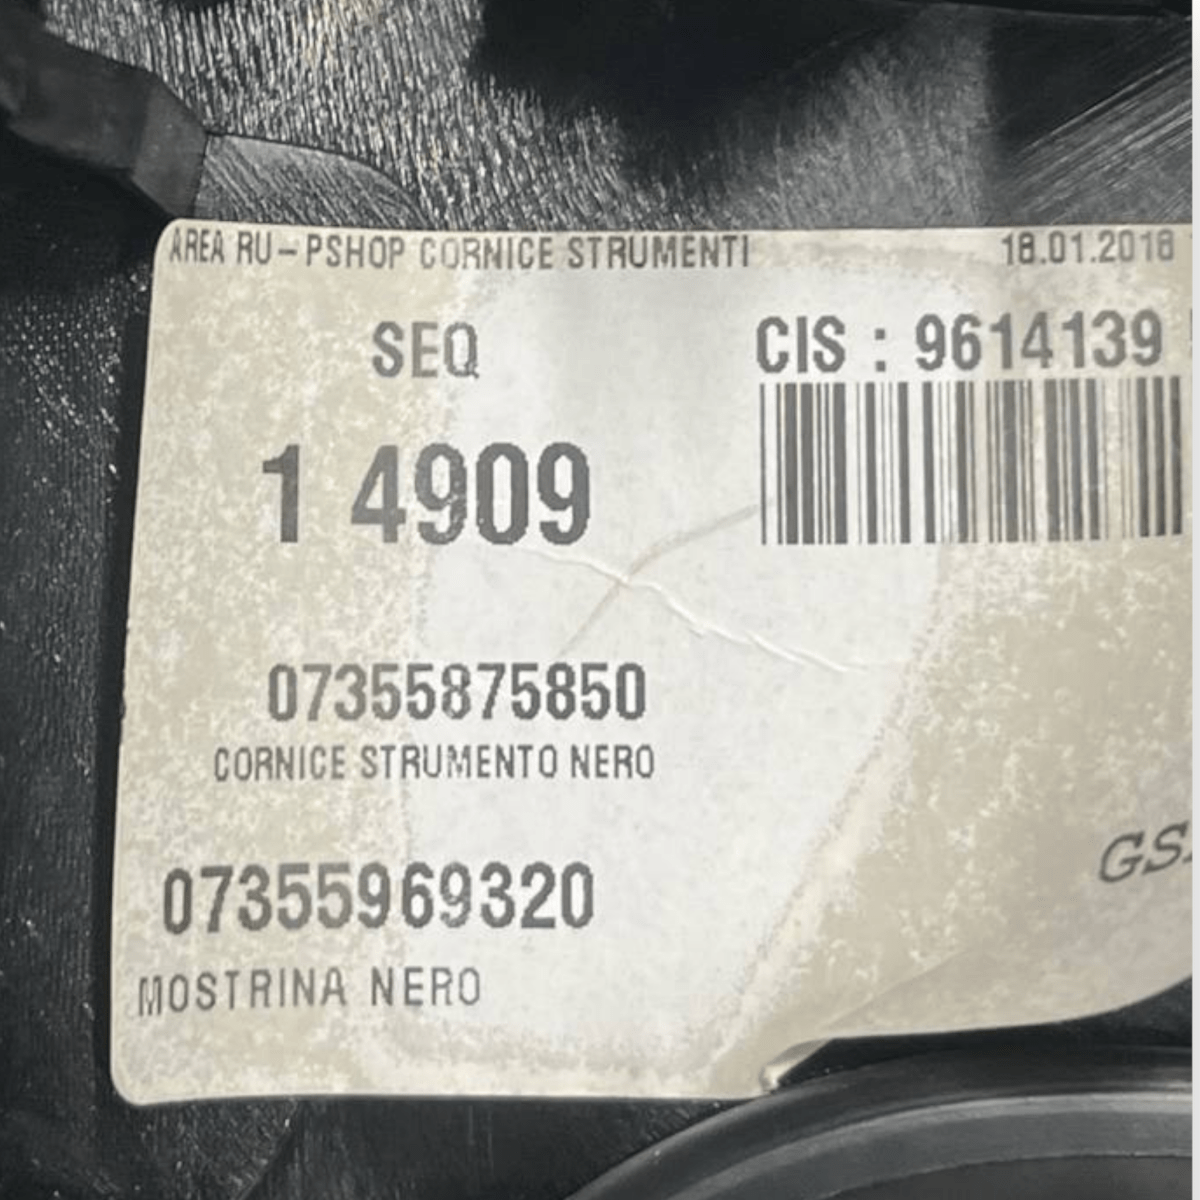 AREA RU-PSHOP CORNICE STRUMENTI 18.01.2018
SEQ CIS : 9614139
1 4909
07355875850
CORNICE STRUMENTO NERO
07355969320
MOSTRINA NERO